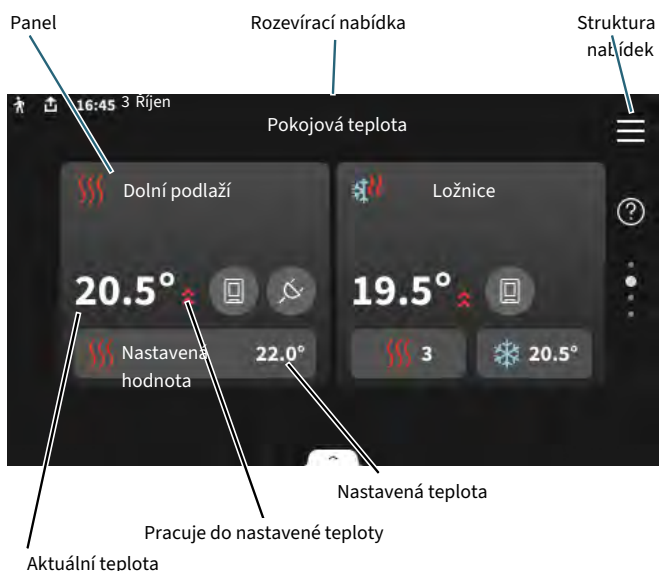 Panel
Rozevírací nabídka
Struktura
nabídek
16:45 3 Říjen
Pokojová teplota
Dolní podlaží
Ložnice
?
20.5°
19.5°
Nastavená
hodnota
22.0°
3
20.5°
Nastavená teplota
Pracuje do nastavené teploty
Aktuální teplota